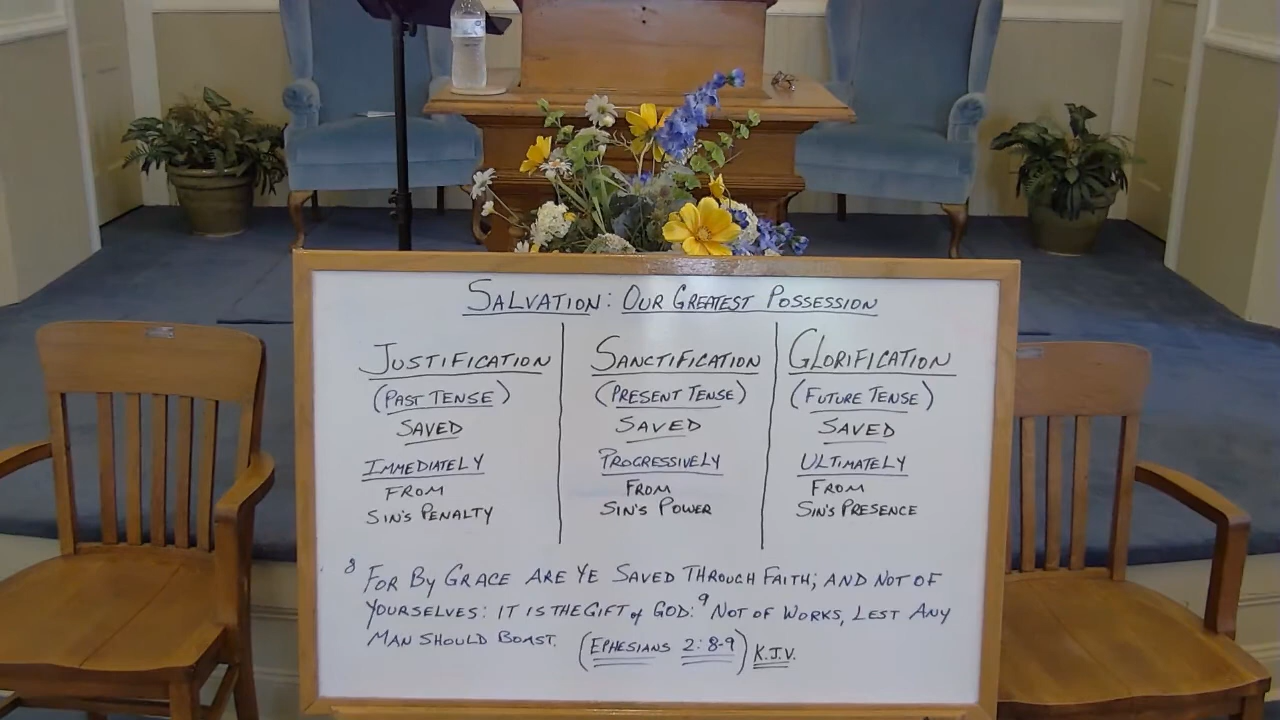 SALVATION: OUR GREATEST POSSESSION
JUSTIFICATION
(PAST TENSE)
SAVED
IMMEDIATELY
FROM
SIN'S PENALTY
SANCTIFICATION
(PRESENT TENSE)
SAVED
PROGRESSIVELY
FROM
SIN'S POWER
GLORIFICATION
(FUTURE TENSE)
SAVED
ULTIMATELY
FROM
SIN'S PRESENCE
8 FOR BY GRACE ARE YE SAVED THROUGH FAITH; AND NOT OF
YOURSELVES: IT IS THE GIFT of GOD: 9 NOT OF WORKS, LEST ANY
MAN SHOULD BOAST. (EPHESIANS 2:8-9) K.J.V.